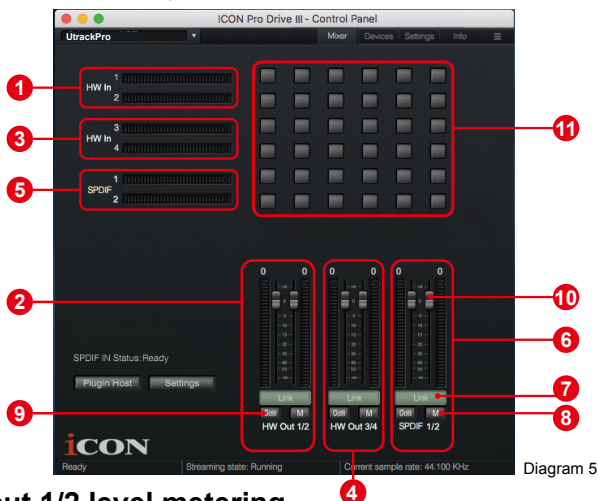 ICON Pro Drive III - Control Panel
UtrackPro
Mixer Devices Settings Info
1
HW In
1
2
3
HW In
3
4
5
SPDIF
1
2
11
2
0 0 0 0 0 0
10
6
SPDIF IN Status: Ready
Plugin Host Settings
Link Link Link
7
9
0dB M 0dB M 0dB M
8
HW Out 1/2 HW Out 3/4 SPDIF 1/2
iCON
Ready Streaming state: Running Current sample rate: 44.100 KHz
Diagram 5
4
out 1/2 level metering